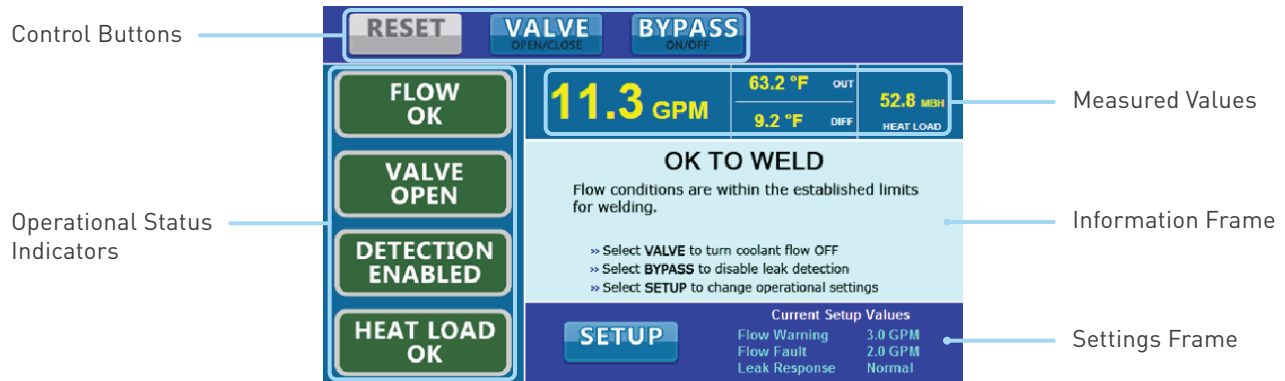 Control Buttons
RESET
VALVE
OPEN/CLOSE
BYPASS
ON/OFF
Operational Status
Indicators
FLOW
OK
VALVE
OPEN
DETECTION
ENABLED
HEAT LOAD
OK
11.3 GPM
63.2 °F OUT
9.2 °F DIFF
52.8 MBH
HEAT LOAD
Measured Values
OK TO WELD
Flow conditions are within the established limits
for welding.
» Select VALVE to turn coolant flow OFF
» Select BYPASS to disable leak detection
» Select SETUP to change operational settings
Information Frame
SETUP
Current Setup Values
Flow Warning 3.0 GPM
Flow Fault 2.0 GPM
Leak Response Normal
Settings Frame